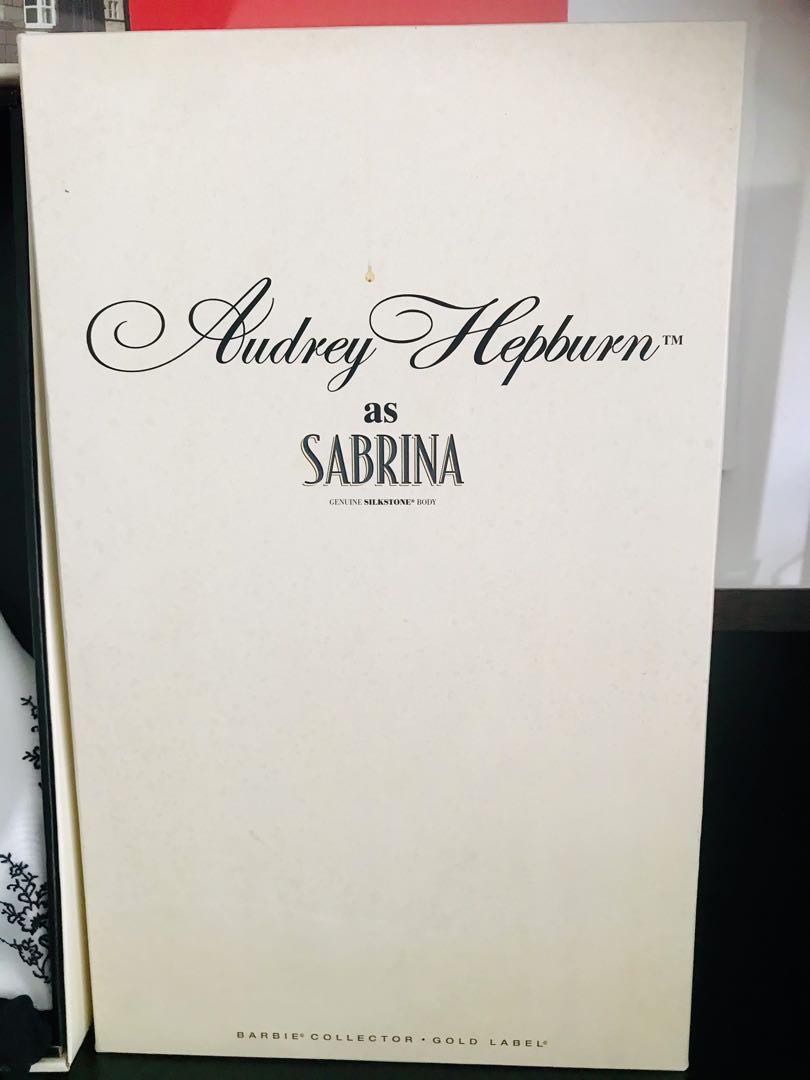 Audrey Hepburn™
as
SABRINA
GENUINE SILKSTONE® BODY
BARBIE® COLLECTOR • GOLD LABEL®